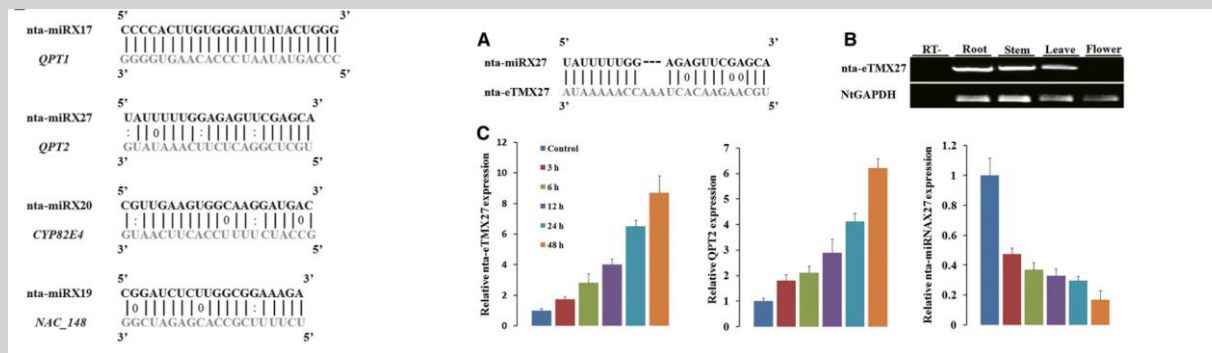 5’
3’
nta-miRX17
CCCCACUUGUGGGAUUAUACUGGG
QPT1
GGGGUGAACACCCUAAUAUGACCC
3’
5’
5’
3’
nta-miRX27
UAUUUUUGGAGAGUUCGAGCA
: | | 0 | | | | : | | | | | : | | | | | |
QPT2
GUAUAAACUUCUCAGGCUCGU
3’
5’
5’
3’
nta-miRX20
CGUUGAAGUGGCAAGGAUGAC
CYP82E4
GUAACUUCACCUUUUCUACCG
3’
5’
5’
3’
nta-miRX19
CGGAUCUCUUGGCGGAAAGA
NAC_148
GGCUAGAGCACCGCUUUUCU
3’
5’
A
5’
3’
nta-miRX27
UAUUUUUGG --- AGAGUUCGAGCA
nta-eTMX27
AUAAAAACCAAAUCACAAGAACGU
3’
5’
B
RT- Root Stem Leave Flower
nta-eTMX27
NtGAPDH
C
Relative nta-eTMX27 expression
12
10
8
6
4
2
0
Control
3 h
6 h
12 h
24 h
48 h
Relative QPT2 expression
7
6
5
4
3
2
1
0
Relative nta-miRNAX27 expression
1.2
1
0.8
0.6
0.4
0.2
0